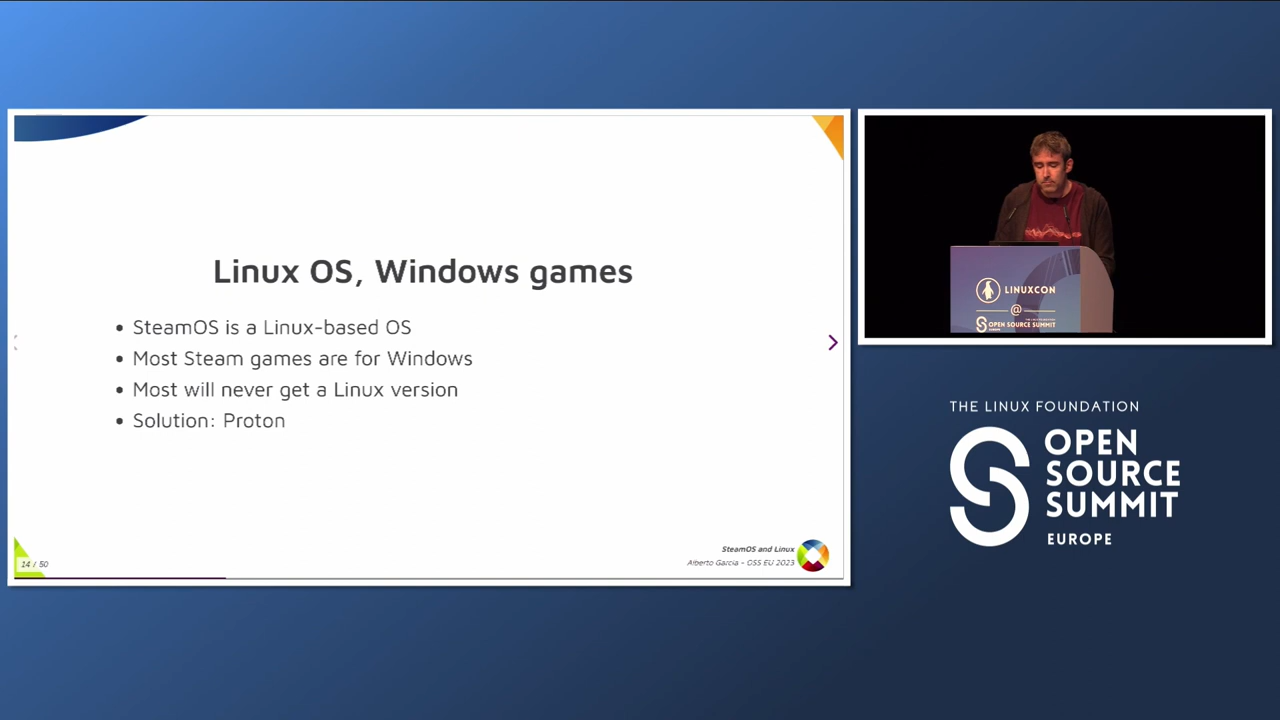 Linux OS, Windows games
SteamOS is a Linux-based OS
Most Steam games are for Windows
Most will never get a Linux version
Solution: Proton
14 / 50
SteamOS and Linux
Alberto Garcia - OSS EU 2023
LINUXCON
@
OPEN SOURCE SUMMIT
THE LINUX FOUNDATION
OPEN
SOURCE
SUMMIT
EUROPE